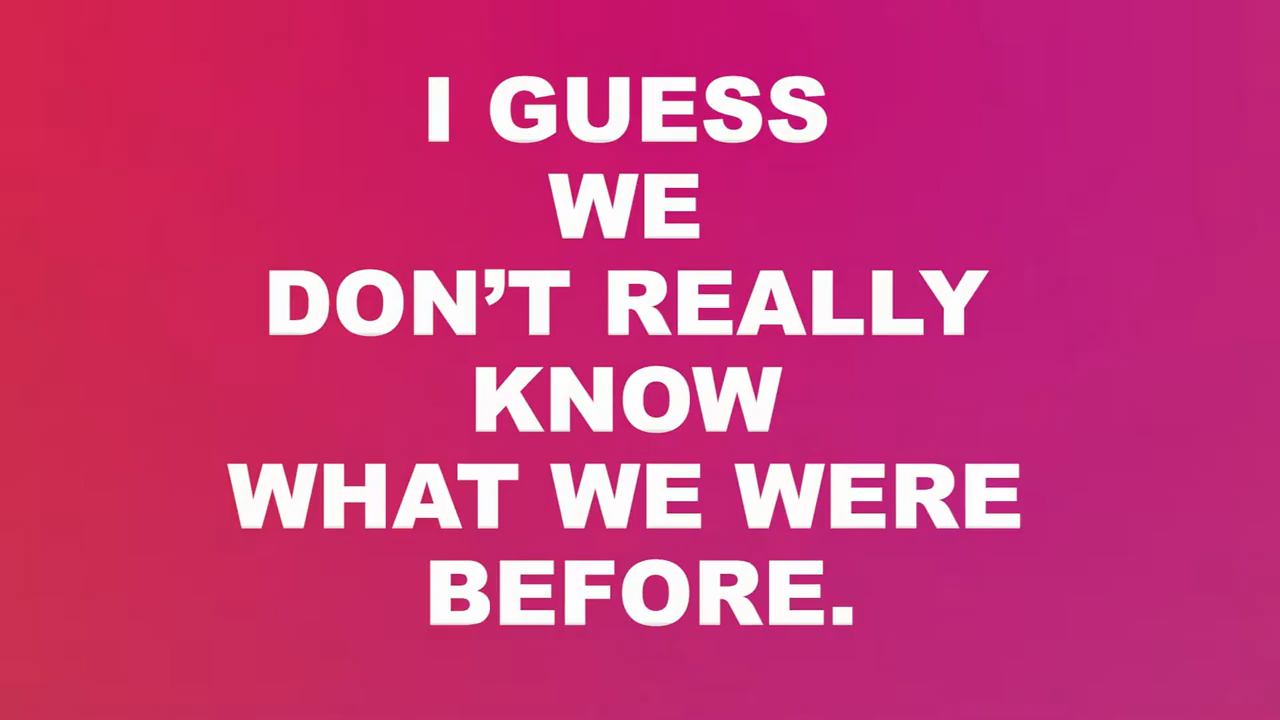 I GUESS
WE
DON’T REALLY
KNOW
WHAT WE WERE
BEFORE.